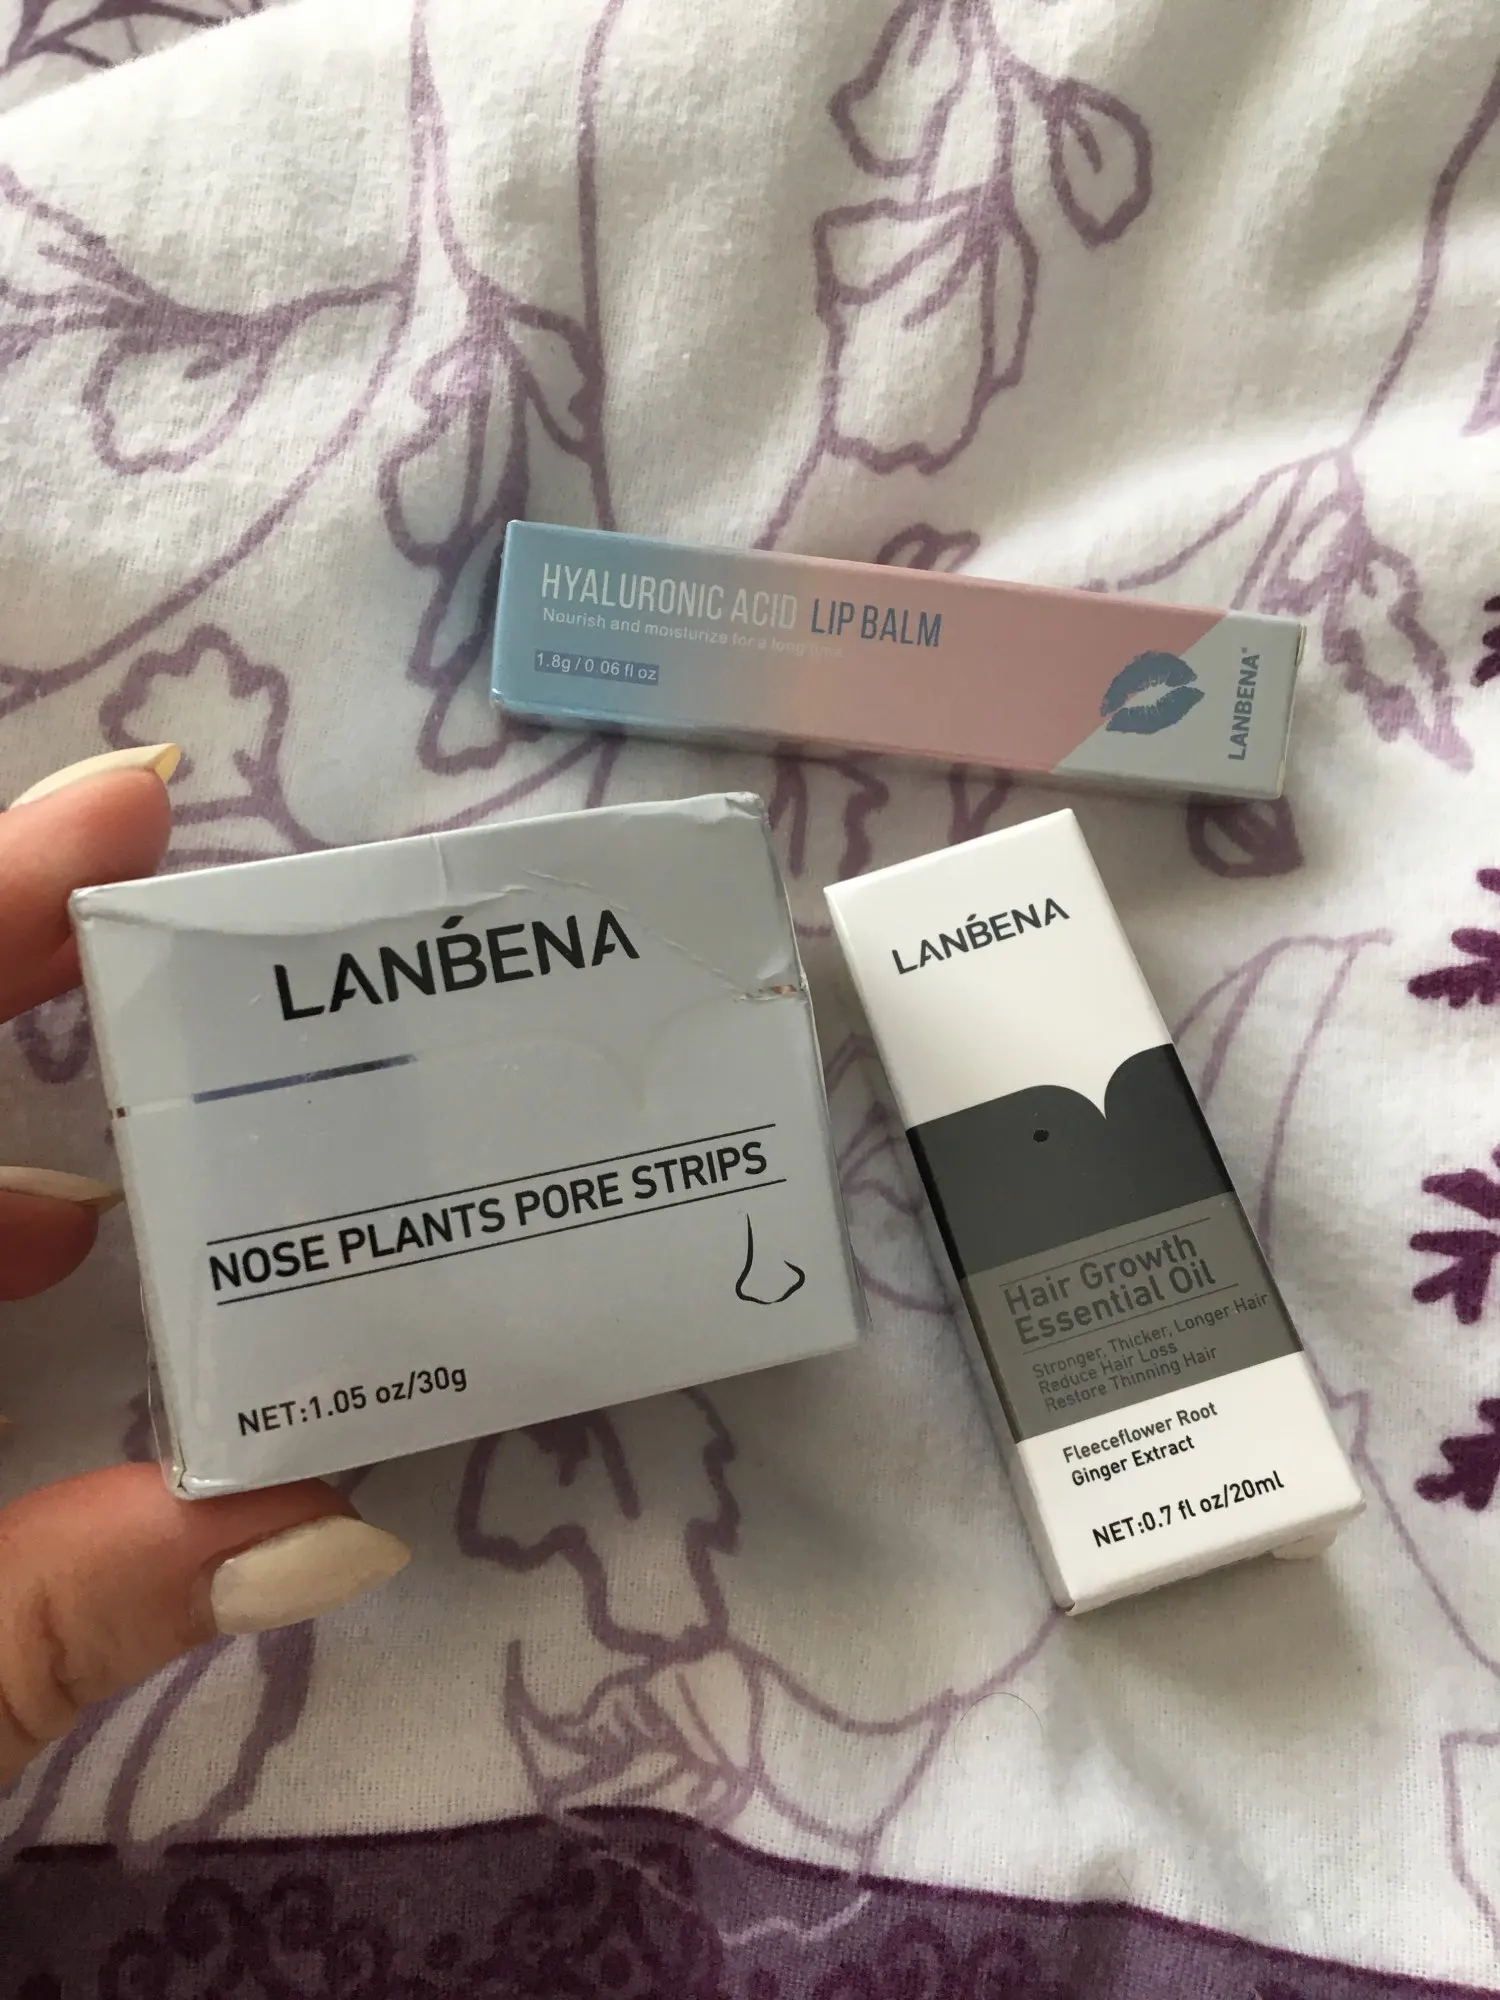 HYALURONIC ACID LIP BALM
Nourish and moisturize for a long time
1.8g / 0.06 fl oz
LANBENA®
LANBENA
NOSE PLANTS PORE STRIPS
NET:1.05 oz/30g
LANBENA
Hair Growth
Essential Oil
Stronger, Thicker, Longer Hair
Reduce Hair Loss
Restore Thinning Hair
Fleeceflower Root
Ginger Extract
NET:0.7 fl oz/20ml